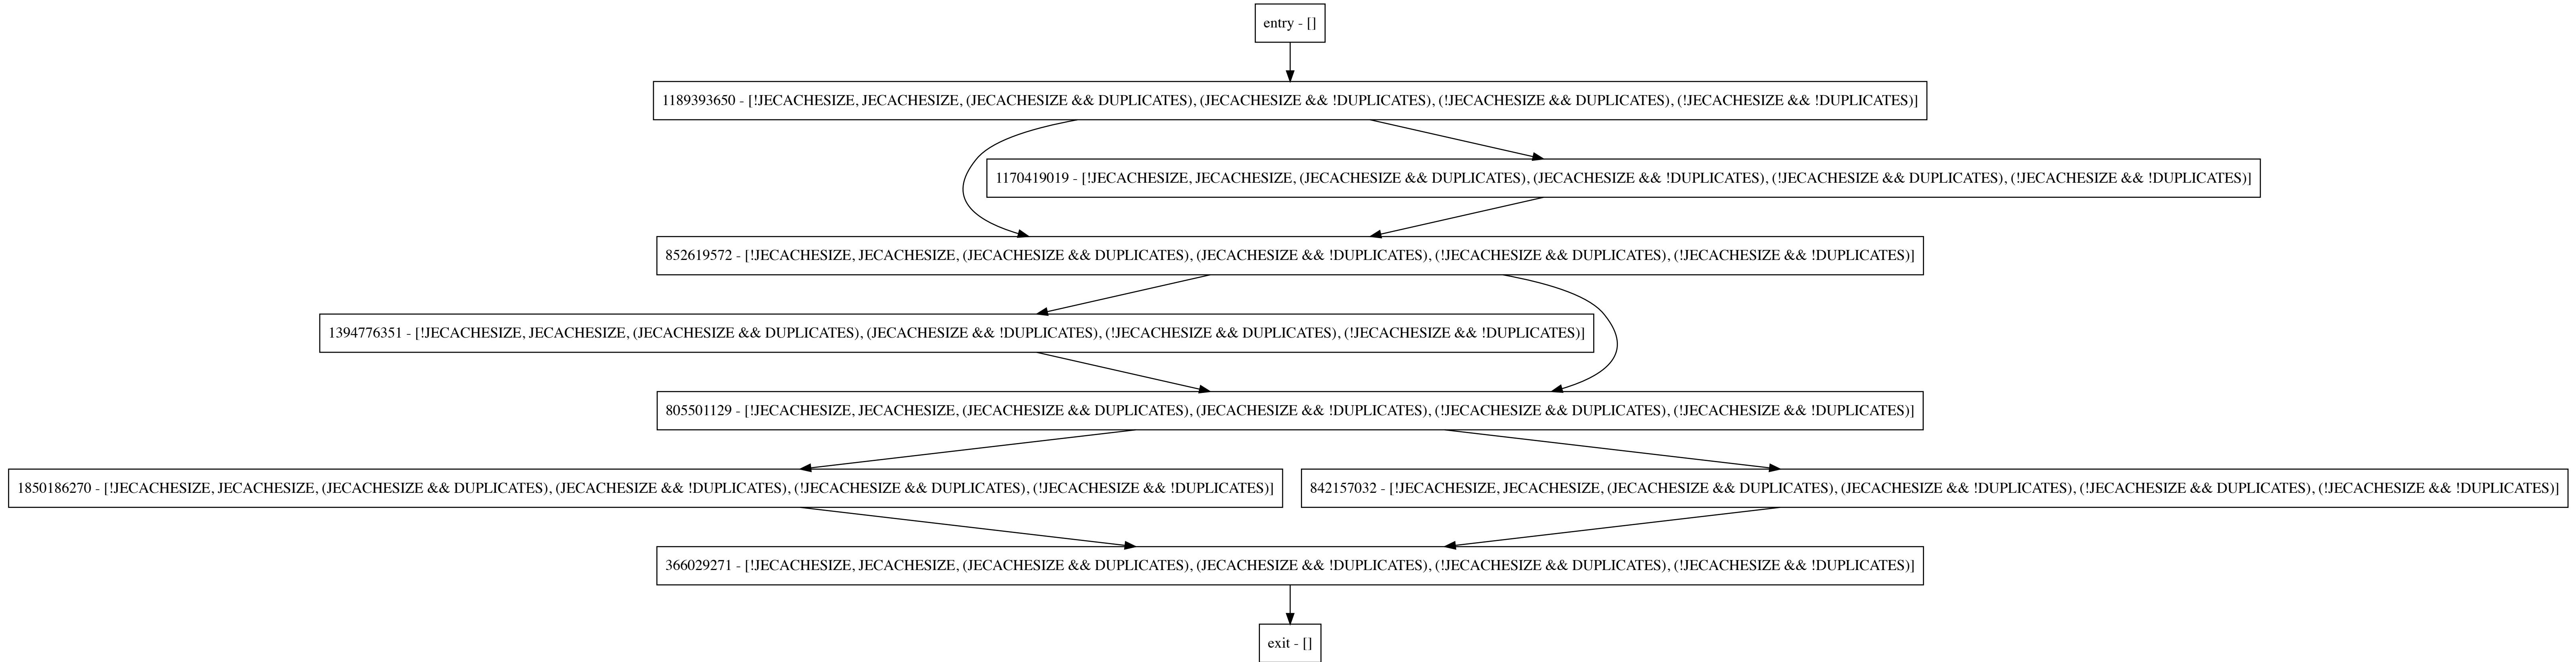 entry - []
1189393650 - [!JECACHESIZE, JECACHESIZE, (JECACHESIZE && DUPLICATES), (JECACHESIZE && !DUPLICATES), (!JECACHESIZE && DUPLICATES), (!JECACHESIZE && !DUPLICATES)]
1170419019 - [!JECACHESIZE, JECACHESIZE, (JECACHESIZE && DUPLICATES), (JECACHESIZE && !DUPLICATES), (!JECACHESIZE && DUPLICATES), (!JECACHESIZE && !DUPLICATES)]
852619572 - [!JECACHESIZE, JECACHESIZE, (JECACHESIZE && DUPLICATES), (JECACHESIZE && !DUPLICATES), (!JECACHESIZE && DUPLICATES), (!JECACHESIZE && !DUPLICATES)]
1394776351 - [!JECACHESIZE, JECACHESIZE, (JECACHESIZE && DUPLICATES), (JECACHESIZE && !DUPLICATES), (!JECACHESIZE && DUPLICATES), (!JECACHESIZE && !DUPLICATES)]
805501129 - [!JECACHESIZE, JECACHESIZE, (JECACHESIZE && DUPLICATES), (JECACHESIZE && !DUPLICATES), (!JECACHESIZE && DUPLICATES), (!JECACHESIZE && !DUPLICATES)]
1850186270 - [!JECACHESIZE, JECACHESIZE, (JECACHESIZE && DUPLICATES), (JECACHESIZE && !DUPLICATES), (!JECACHESIZE && DUPLICATES), (!JECACHESIZE && !DUPLICATES)]
842157032 - [!JECACHESIZE, JECACHESIZE, (JECACHESIZE && DUPLICATES), (JECACHESIZE && !DUPLICATES), (!JECACHESIZE && DUPLICATES), (!JECACHESIZE && !DUPLICATES)]
366029271 - [!JECACHESIZE, JECACHESIZE, (JECACHESIZE && DUPLICATES), (JECACHESIZE && !DUPLICATES), (!JECACHESIZE && DUPLICATES), (!JECACHESIZE && !DUPLICATES)]
exit - []